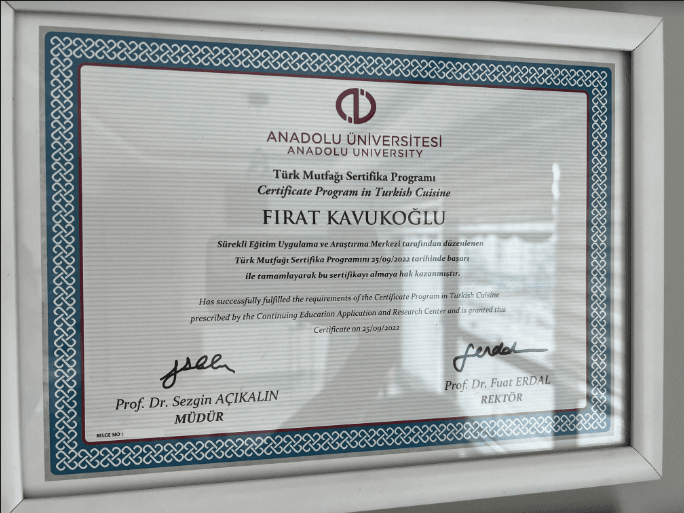 ANADOLU ÜNİVERSİTESİ
ANADOLU UNIVERSITY
Türk Mutfağı Sertifika Programı
Certificate Program in Turkish Cuisine
FIRAT KAVUKOĞLU
Sürekli Eğitim Uygulama ve Araştırma Merkezi tarafından düzenlenen
Türk Mutfağı Sertifika Programını 25/09/2022 tarihinde başarı
ile tamamlayarak bu sertifikayı almaya hak kazanmıştır.
Has successfully fulfilled the requirements of the Certificate Program in Turkish Cuisine
prescribed by the Continuing Education Application and Research Center and is granted this
Certificate on 25/09/2022
Prof. Dr. Sezgin AÇIKALIN
MÜDÜR
Prof. Dr. Fuat ERDAL
REKTÖR
BELGE NO :